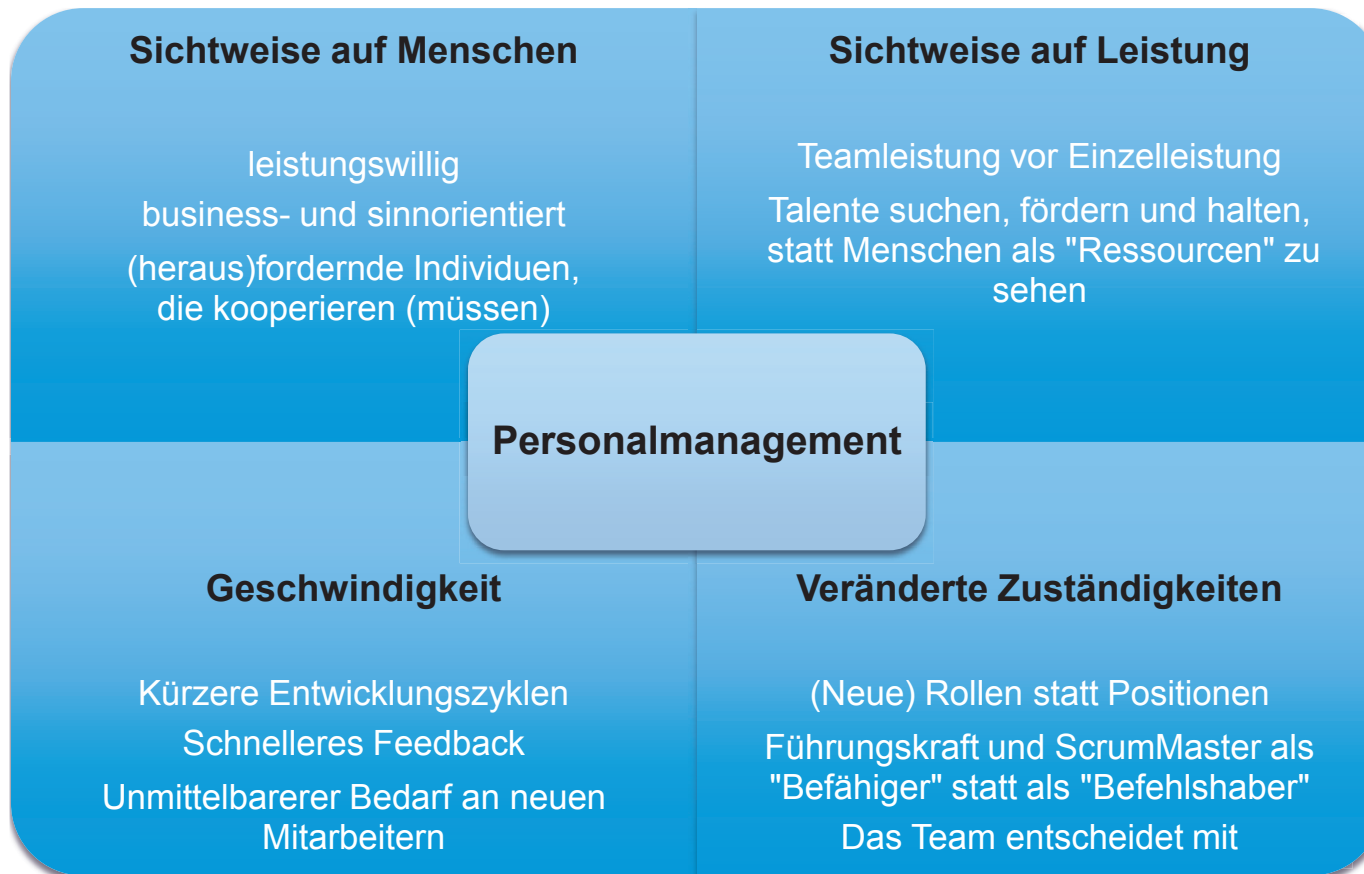 Sichtweise auf Menschen
leistungswillig
business- und sinnorientiert
(heraus)fordernde Individuen,
die kooperieren (müssen)
Sichtweise auf Leistung
Teamleistung vor Einzelleistung
Talente suchen, fördern und halten,
statt Menschen als "Ressourcen" zu
sehen
Personalmanagement
Geschwindigkeit
Kürzere Entwicklungszyklen
Schnelleres Feedback
Unmittelbarerer Bedarf an neuen
Mitarbeitern
Veränderte Zuständigkeiten
(Neue) Rollen statt Positionen
Führungskraft und ScrumMaster als
"Befähiger" statt als "Befehlshaber"
Das Team entscheidet mit